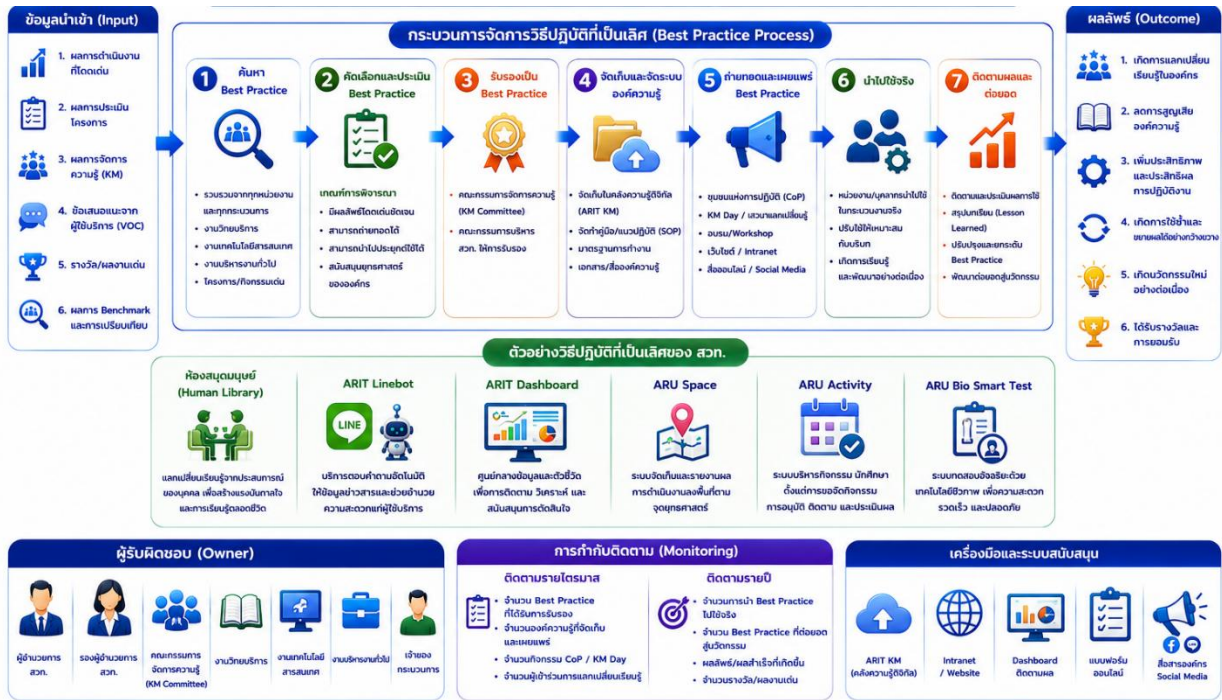 ข้อมูลนำเข้า (Input)
1. ผลการดำเนินงาน
ที่โดดเด่น
2. ผลการประเมิน
โครงการ
3. ผลการจัดการ
ความรู้ (KM)
4. ข้อเสนอแนะจาก
ผู้ใช้บริการ (VOC)
5. รางวัล/ผลงานเด่น
6. ผลการ Benchmark
และการเปรียบเทียบ
กระบวนการจัดการวิธีปฏิบัติที่เป็นเลิศ (Best Practice Process)
1 ค้นหา
Best Practice
• รวบรวมจากทุกหน่วยงาน
และทุกกระบวนการ
• งานวิทยบริการ
• งานเทคโนโลยีสารสนเทศ
• งานบริหารงานทั่วไป
• โครงการ/กิจกรรมเด่น
2 คัดเลือกและประเมิน
Best Practice
เกณฑ์การพิจารณา
• มีผลลัพธ์โดดเด่นชัดเจน
• สามารถถ่ายทอดได้
• สามารถนำไปประยุกต์ใช้ได้
• สนับสนุนยุทธศาสตร์
ขององค์กร
3 รับรองเป็น
Best Practice
• คณะกรรมการจัดการความรู้
(KM Committee)
• คณะกรรมการบริหาร
สวท. ให้การรับรอง
4 จัดเก็บและจัดระบบ
องค์ความรู้
• จัดเก็บในคลังความรู้ดิจิทัล
(ARIT KM)
• จัดทำคู่มือ/แนวปฏิบัติ (SOP)
• มาตรฐานการทำงาน
• เอกสาร/สื่อองค์ความรู้
5 ถ่ายทอดและเผยแพร่
Best Practice
• ชุมชนแห่งการปฏิบัติ (CoP)
• KM Day / เสวนาแลกเปลี่ยนรู้
• อบรม/Workshop
• เว็บไซต์ / Intranet
• สื่อออนไลน์ / Social Media
6 นำไปใช้จริง
• หน่วยงาน/บุคลากรนำไปใช้
ในกระบวนงานจริง
• ปรับใช้ให้เหมาะสม
กับบริบท
• เกิดการเรียนรู้
และพัฒนาอย่างต่อเนื่อง
7 ติดตามผลและ
ต่อยอด
• ติดตามและประเมินผลการใช้
• สรุปบทเรียน (Lesson
Learned)
• ปรับปรุงและยกระดับ
Best Practice
• พัฒนาต่อยอดสู่นวัตกรรม
ผลลัพธ์ (Outcome)
1. เกิดการแลกเปลี่ยน
เรียนรู้ในองค์กร
2. ลดการสูญเสีย
องค์ความรู้
3. เพิ่มประสิทธิภาพ
และประสิทธิผล
การปฏิบัติงาน
4. เกิดการใช้ซ้ำและ
ขยายผลได้อย่างกว้างขวาง
5. เกิดนวัตกรรมใหม่
อย่างต่อเนื่อง
6. ได้รับรางวัลและ
การยอมรับ
ตัวอย่างวิธีปฏิบัติที่เป็นเลิศของ สวท.
ห้องสมุดมนุษย์
(Human Library)
แลกเปลี่ยนเรียนรู้จากประสบการณ์
ของบุคคล เพื่อสร้างแรงบันดาลใจ
และการเรียนรู้ตลอดชีวิต
ARIT Linebot
LINE
บริการตอบคำถามอัตโนมัติ
ให้ข้อมูลข่าวสารและช่วยอำนวย
ความสะดวกแก่ผู้ใช้บริการ
ARIT Dashboard
ศูนย์กลางข้อมูลและตัวชี้วัด
เพื่อการติดตาม วิเคราะห์ และ
สนับสนุนการตัดสินใจ
ARU Space
ระบบจัดเก็บและรายงานผล
การดำเนินงานลงพื้นที่ตาม
จุดยุทธศาสตร์
ARU Activity
ระบบบริหารกิจกรรม นักศึกษา
ตั้งแต่การขอจัดกิจกรรม
การอนุมัติ ติดตาม และประเมินผล
ARU Bio Smart Test
ระบบทดสอบอัจฉริยะด้วย
เทคโนโลยีชีวภาพ เพื่อความสะดวก
รวดเร็ว และปลอดภัย
ผู้รับผิดชอบ (Owner)
ผู้อำนวยการ
สวท.
รองผู้อำนวยการ
สวท.
คณะกรรมการ
จัดการความรู้
(KM Committee)
งานวิทยบริการ
งานเทคโนโลยี
สารสนเทศ
งานบริหารงานทั่วไป
เจ้าของ
กระบวนการ
การกำกับติดตาม (Monitoring)
ติดตามรายไตรมาส
• จำนวน Best Practice
ที่ได้รับการรับรอง
• จำนวนองค์ความรู้ที่จัดเก็บ
และเผยแพร่
• จำนวนกิจกรรม CoP / KM Day
• จำนวนผู้เข้าร่วมการแลกเปลี่ยนเรียนรู้
ติดตามรายปี
• จำนวนการนำ Best Practice
ไปใช้จริง
• จำนวน Best Practice ที่ต่อยอด
สู่นวัตกรรม
• ผลลัพธ์/ผลสำเร็จที่เกิดขึ้น
• จำนวนรางวัล/ผลงานเด่น
เครื่องมือและระบบสนับสนุน
ARIT KM
(คลังความรู้ดิจิทัล)
Intranet
/ Website
Dashboard
ติดตามผล
แบบฟอร์ม
ออนไลน์
สื่อสารองค์กร
Social Media